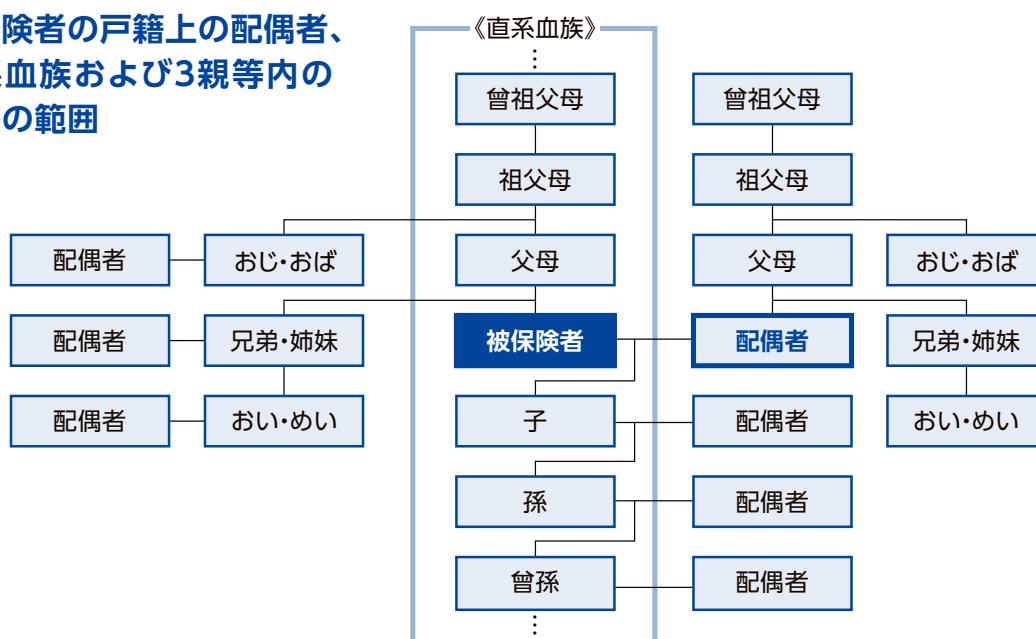 険者の戸籍上の配偶者、
血族および3親等内の
の範囲
《直系血族》
⋮
曾祖父母 曾祖父母
祖父母 祖父母
配偶者 おじ・おば 父母 父母 おじ・おば
配偶者 兄弟・姉妹 被保険者 配偶者 兄弟・姉妹
配偶者 おい・めい 子 配偶者 おい・めい
孫 配偶者
曾孫 配偶者
⋮